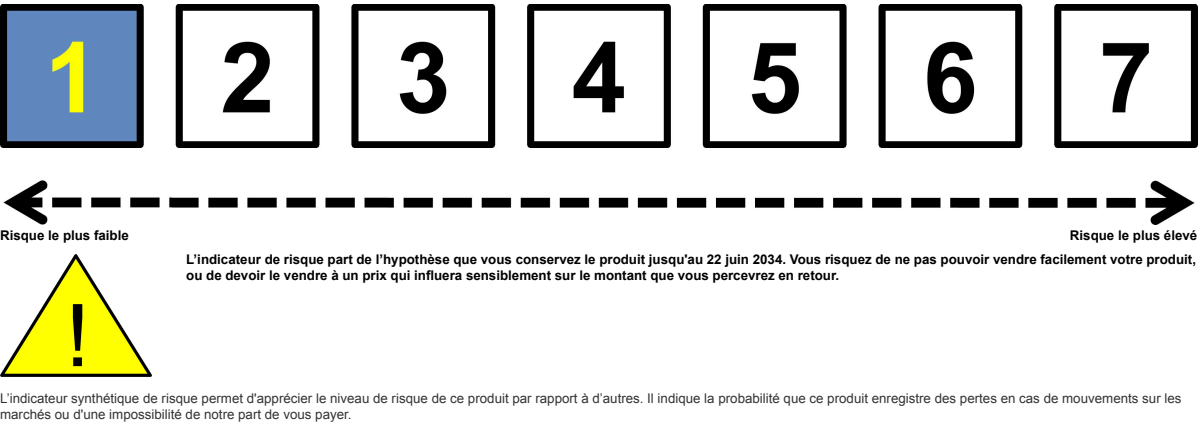 1 2 3 4 5 6 7
Risque le plus faible Risque le plus élevé
L’indicateur de risque part de l’hypothèse que vous conservez le produit jusqu'au 22 juin 2034. Vous risquez de ne pas pouvoir vendre facilement votre produit,
ou de devoir le vendre à un prix qui influera sensiblement sur le montant que vous percevrez en retour.
!
L’indicateur synthétique de risque permet d'apprécier le niveau de risque de ce produit par rapport à d’autres. Il indique la probabilité que ce produit enregistre des pertes en cas de mouvements sur les
marchés ou d'une impossibilité de notre part de vous payer.